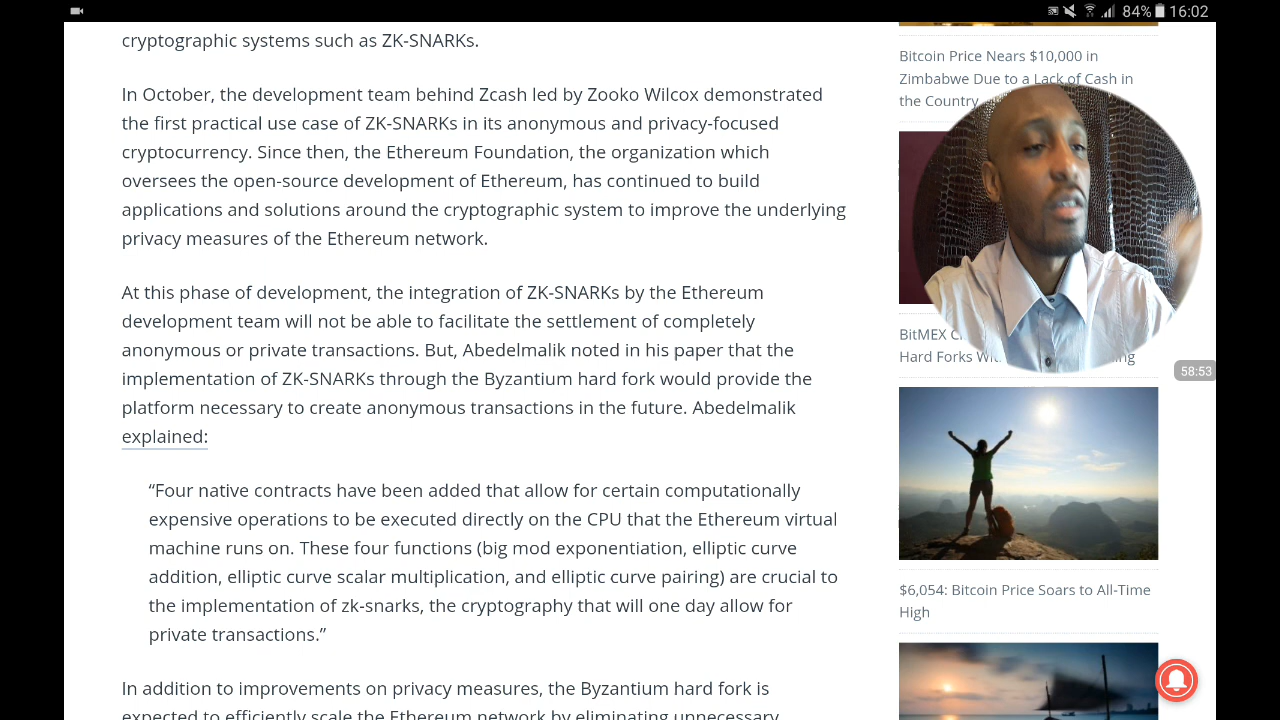 84% 16:02
cryptographic systems such as ZK-SNARKs.
In October, the development team behind Zcash led by Zooko Wilcox demonstrated
the first practical use case of ZK-SNARKs in its anonymous and privacy-focused
cryptocurrency. Since then, the Ethereum Foundation, the organization which
oversees the open-source development of Ethereum, has continued to build
applications and solutions around the cryptographic system to improve the underlying
privacy measures of the Ethereum network.
At this phase of development, the integration of ZK-SNARKs by the Ethereum
development team will not be able to facilitate the settlement of completely
anonymous or private transactions. But, Abedelmalik noted in his paper that the
implementation of ZK-SNARKs through the Byzantium hard fork would provide the
platform necessary to create anonymous transactions in the future. Abedelmalik
explained:
“Four native contracts have been added that allow for certain computationally
expensive operations to be executed directly on the CPU that the Ethereum virtual
machine runs on. These four functions (big mod exponentiation, elliptic curve
addition, elliptic curve scalar multiplication, and elliptic curve pairing) are crucial to
the implementation of zk-snarks, the cryptography that will one day allow for
private transactions.”
In addition to improvements on privacy measures, the Byzantium hard fork is
expected to efficiently scale the Ethereum network by eliminating unnecessary
Bitcoin Price Nears $10,000 in
Zimbabwe Due to a Lack of Cash in
the Country
BitMEX
Hard Forks
58:53
$6,054: Bitcoin Price Soars to All-Time
High